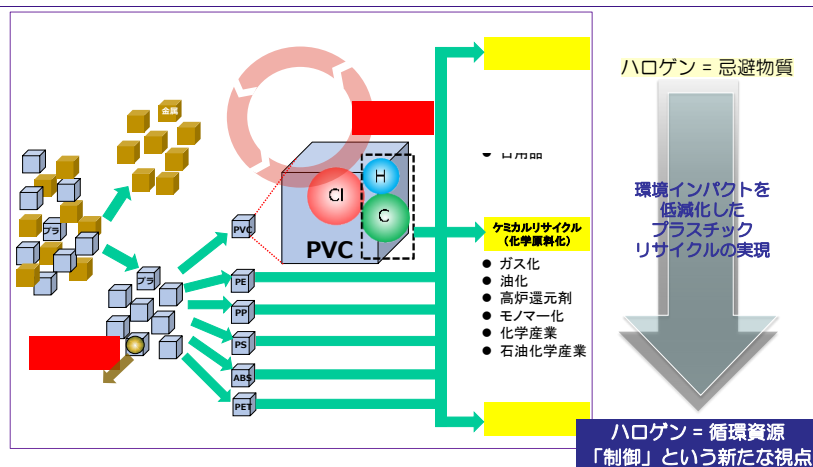 金属
プラ
プラ
PVC
PE
PP
PS
ABS
PET
Cl
H
C
PVC
ケミカルリサイクル
(化学原料化)
● ガス化
● 油化
● 高炉還元剤
● モノマー化
● 化学産業
● 石油化学産業
ハロゲン = 忌避物質
環境インパクトを
低減化した
プラスチック
リサイクルの実現
ハロゲン = 循環資源
「制御」という新たな視点